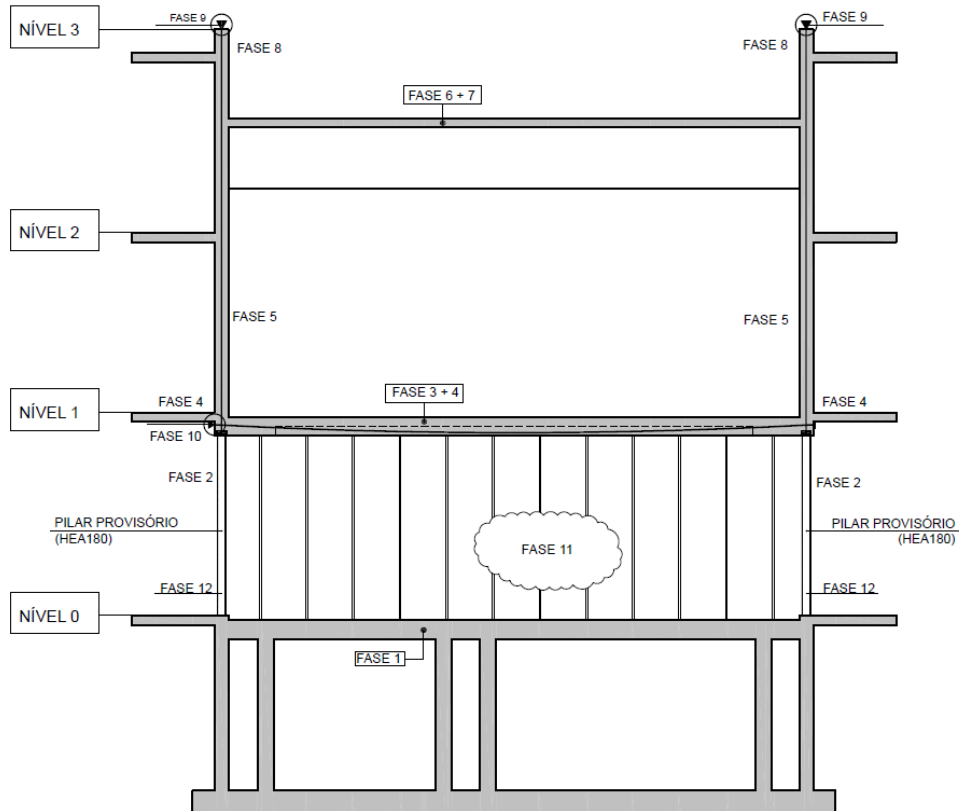 NÍVEL 3
FASE 9
FASE 9
FASE 8
FASE 8
FASE 6 + 7
NÍVEL 2
FASE 5
FASE 5
NÍVEL 1
FASE 4
FASE 3 + 4
FASE 4
FASE 10
FASE 2
FASE 2
PILAR PROVISÓRIO
(HEA180)
FASE 11
PILAR PROVISÓRIO
(HEA180)
FASE 12
FASE 12
NÍVEL 0
FASE 1